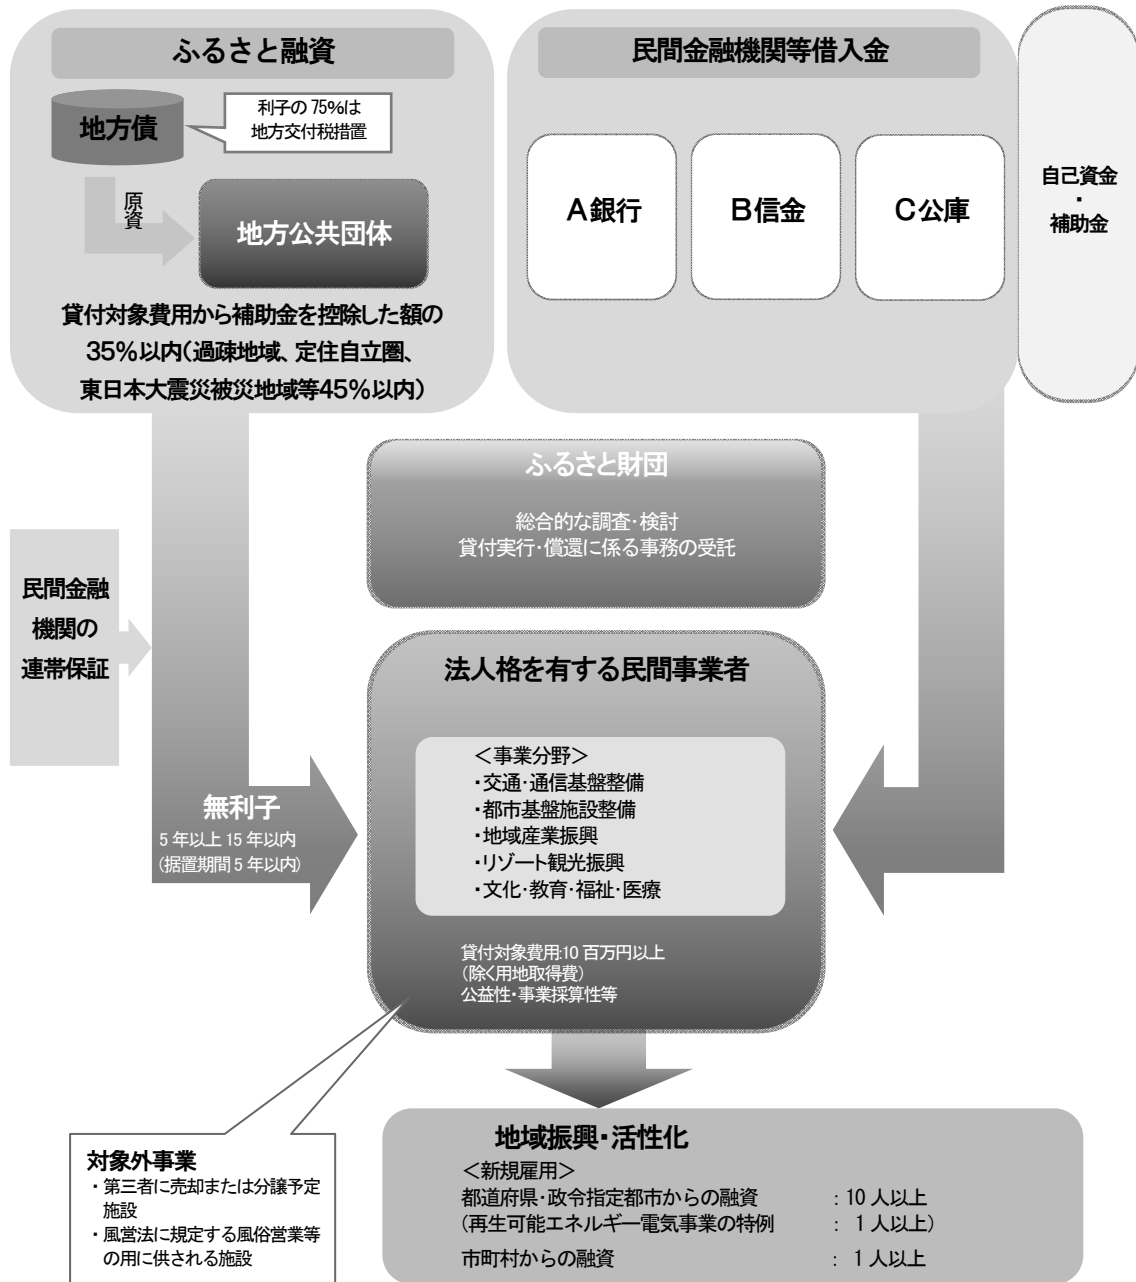 ふるさと融資
地方債
利子の75%は
地方交付税措置
原資
地方公共団体
貸付対象費用から補助金を控除した額の
35%以内(過疎地域、定住自立圏、
東日本大震災被災地域等45%以内)
民間金融機関等借入金
A銀行
B信金
C公庫
自己資金
・
補助金
ふるさと財団
総合的な調査・検討
貸付実行・償還に係る事務の受託
民間金融
機関の
連帯保証
無利子
5年以上15年以内
(据置期間5年以内)
法人格を有する民間事業者
<事業分野>
・交通・通信基盤整備
・都市基盤施設整備
・地域産業振興
・リゾート観光振興
・文化・教育・福祉・医療
貸付対象費用:10百万円以上
(除く用地取得費)
公益性・事業採算性等
対象外事業
・第三者に売却または分譲予定
施設
・風営法に規定する風俗営業等
の用に供される施設
地域振興・活性化
<新規雇用>
都道府県・政令指定都市からの融資 : 10人以上
(再生可能エネルギー電気事業の特例 : 1人以上)
市町村からの融資 : 1人以上